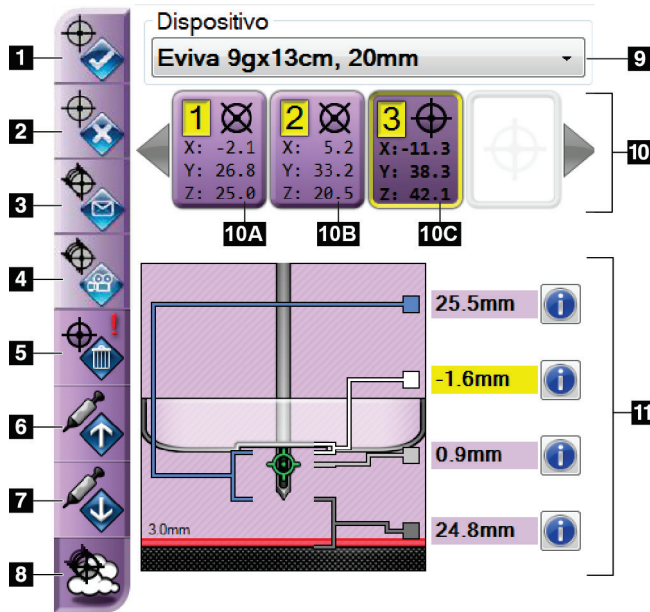 Dispositivo
1
Eviva 9gx13cm, 20mm
9
1
X: -2.1
Y: 26.8
Z: 25.0
2
X: 5.2
Y: 33.2
Z: 20.5
3
X:-11.3
Y: 38.3
Z: 42.1
2
10
3
10A
10B
10C
4
25.5mm
5
!
-1.6mm
11
6
0.9mm
7
3.0mm
24.8mm
8